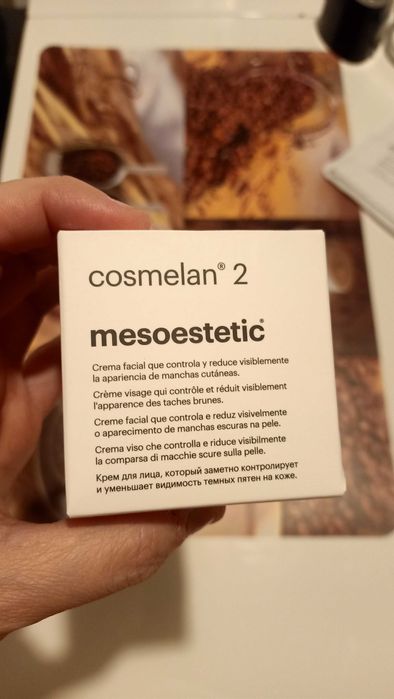 cosmelan® 2
mesoestetic®
Crema facial que controla y reduce visiblemente
la apariencia de manchas cutáneas.
Crème visage qui contrôle et réduit visiblement
l'apparence des taches brunes.
Creme facial que controla e reduz visivelmente
o aparecimento de manchas escuras na pele.
Crema viso che controlla e riduce visibilmente
la comparsa di macchie scure sulla pelle.
Крем для лица, который заметно контролирует
и уменьшает видимость темных пятен на коже.